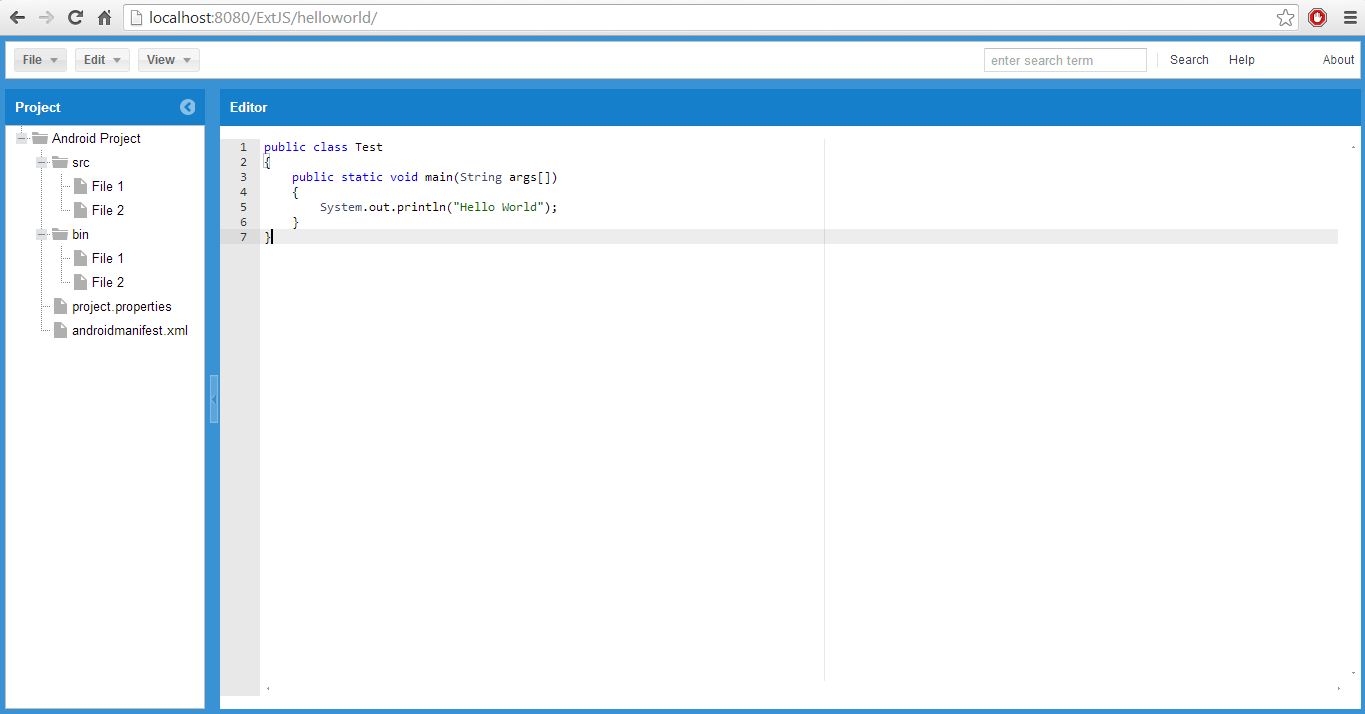 localhost:8080/ExtJS/helloworld/
File Edit View enter search term Search Help About
Project
Android Project
src
File 1
File 2
bin
File 1
File 2
project.properties
androidmanifest.xml
Editor
1 public class Test
2 {
3     public static void main(String args[])
4     {
5         System.out.println("Hello World");
6     }
7 }